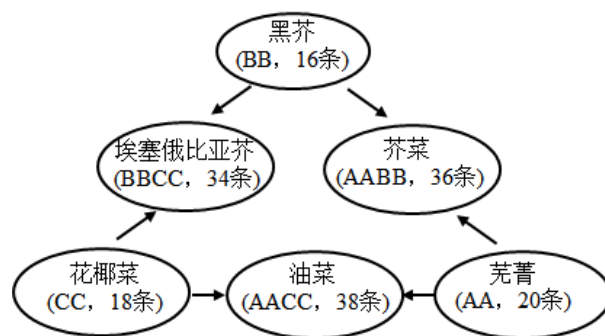 黑芥
(BB，16条)
埃塞俄比亚芥
(BBCC，34条)
芥菜
(AABB，36条)
花椰菜
(CC，18条)
油菜
(AACC，38条)
芜菁
(AA，20条)